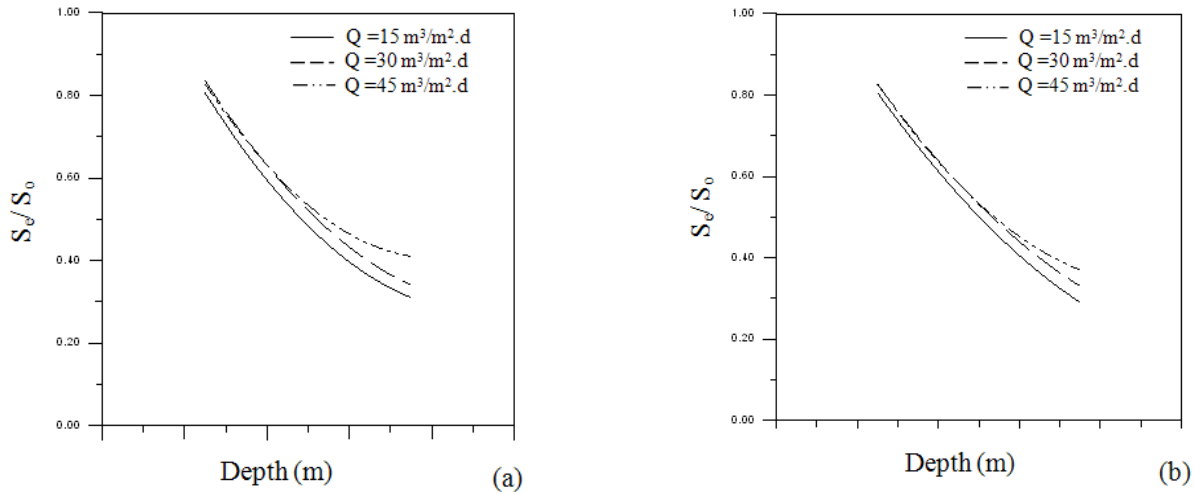 1.00
0.80
0.60
0.40
0.20
0.00
Sₑ/ Sₒ
Q =15 m³/m².d
Q =30 m³/m².d
Q =45 m³/m².d
Depth (m)
(a)
1.00
0.80
0.60
0.40
0.20
0.00
Sₑ/ Sₒ
Q =15 m³/m².d
Q =30 m³/m².d
Q =45 m³/m².d
Depth (m)
(b)